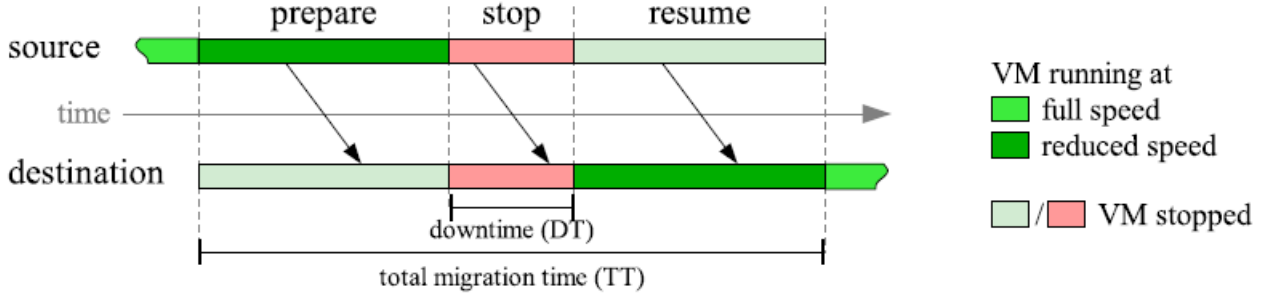 prepare stop resume
source
time
destination
downtime (DT)
total migration time (TT)
VM running at
full speed
reduced speed
/ VM stopped